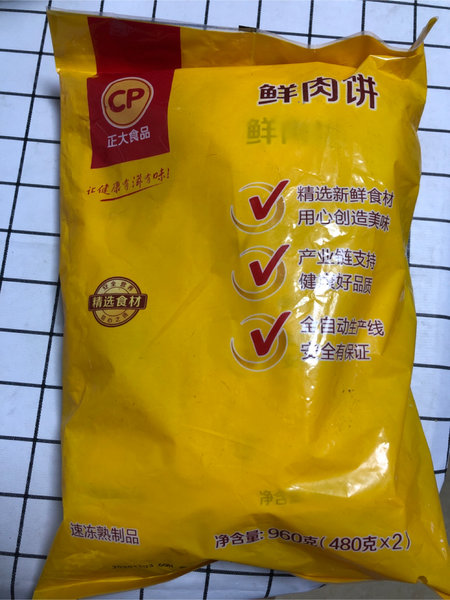 CP
正大食品
鲜肉饼
让健康有滋有味!
精选新鲜食材
用心创造美味
产业链支持
健康好品质
精选食材
全自动生产线
安全有保证
速冻熟制品
净含量:960克(480克×2)